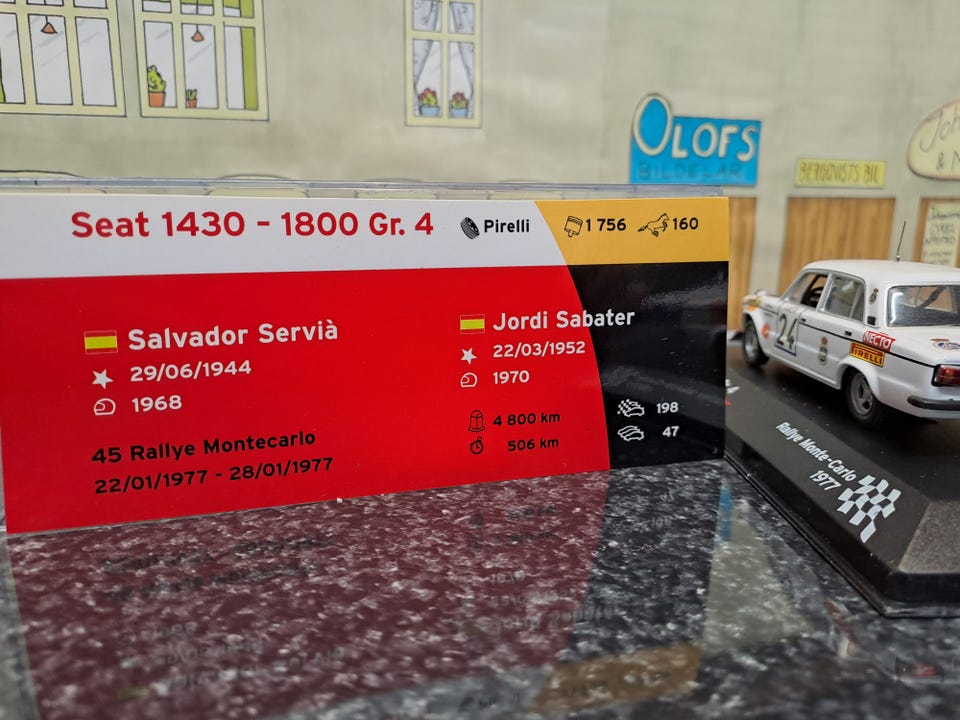 OLOFS
BILDELAR
BERGQVISTS BIL
Seat 1430 - 1800 Gr. 4
Pirelli
1 756
160
Salvador Servià
29/06/1944
1968
45 Rallye Montecarlo
22/01/1977 - 28/01/1977
Jordi Sabater
22/03/1952
1970
4 800 km
506 km
198
47
24
NECTO
PIRELLI
Rallye Monte-Carlo
1977